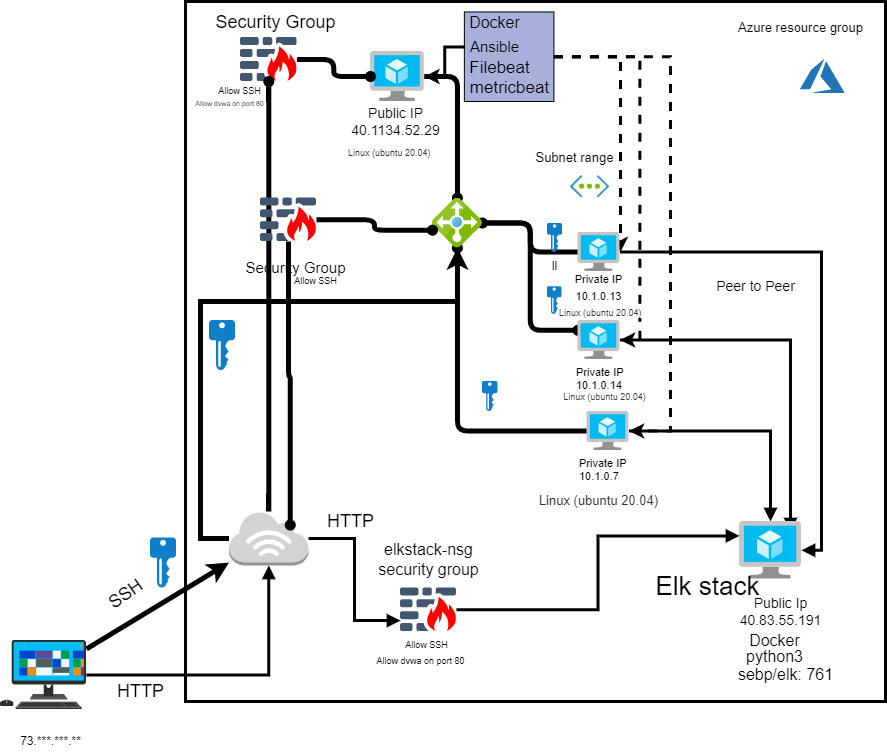 Security Group
Docker
Ansible
Filebeat
metricbeat
Azure resource group
Allow SSH
Allow dvwa on port 80
Public IP
40.1134.52.29
Linux (ubuntu 20.04)
Subnet range
Security Group
Allow SSH
II
Private IP
10.1.0.13
Linux (ubuntu 20.04)
Peer to Peer
Private IP
10.1.0.14
Linux (ubuntu 20.04)
Private IP
10.1.0.7
Linux (ubuntu 20.04)
HTTP
elkstack-nsg
security group
SSH
Elk stack
Public Ip
40.83.55.191
Docker
python3
sebp/elk: 761
Allow SSH
Allow dvwa on port 80
HTTP
73.***.***.**